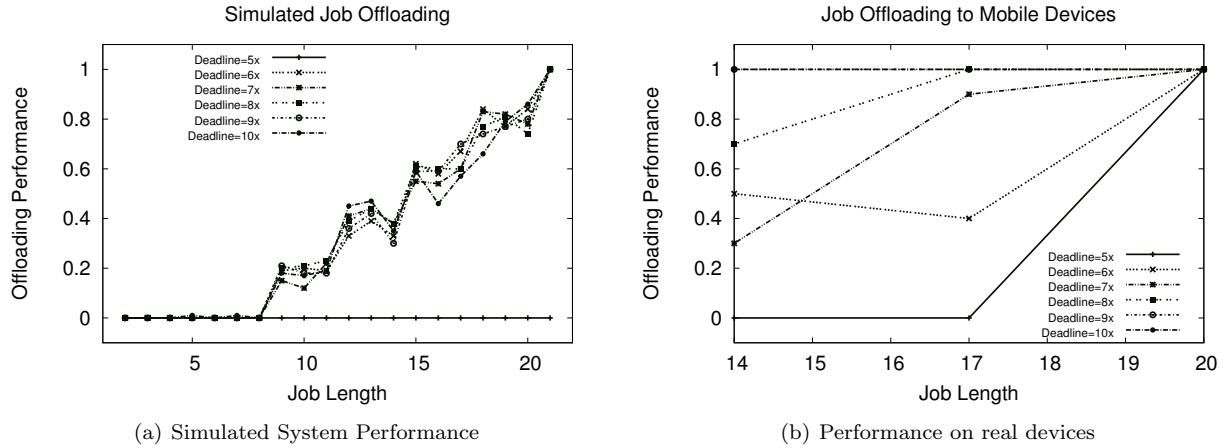 Simulated Job Offloading
Offloading Performance
1
0.8
0.6
0.4
0.2
0
Deadline=5x
Deadline=6x
Deadline=7x
Deadline=8x
Deadline=9x
Deadline=10x
5 10 15 20
Job Length
(a) Simulated System Performance
Job Offloading to Mobile Devices
Offloading Performance
1
0.8
0.6
0.4
0.2
0
Deadline=5x
Deadline=6x
Deadline=7x
Deadline=8x
Deadline=9x
Deadline=10x
14 15 16 17 18 19 20
Job Length
(b) Performance on real devices